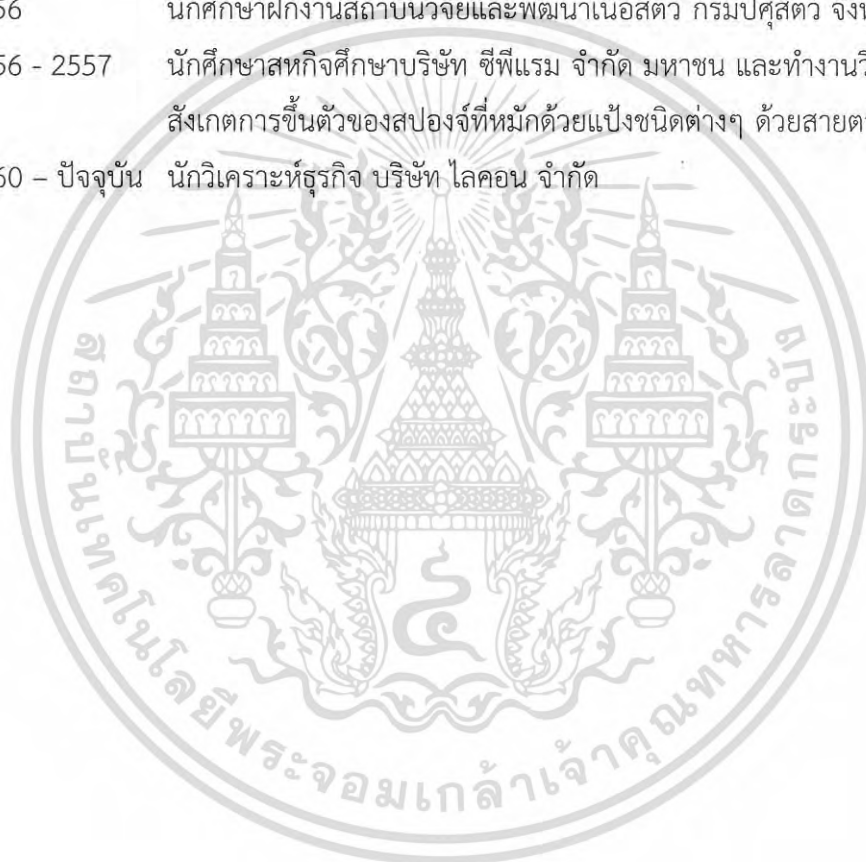 56 นักศึกษาฝึกงานสถาบันวิจัยและพัฒนาเนื้อสัตว์ กรมปศุสัตว์
56 - 2557 นักศึกษาสหกิจศึกษาบริษัท ซีพีแรม จำกัด มหาชน และทำงาน
สังเกตการขึ้นตัวของสปองจ์ที่หมักด้วยแป้งชนิดต่างๆ ด้วย
60 – ปัจจุบัน นักวิเคราะห์ธุรกิจ บริษัท ไลคอน จำกัด
สถาบันเทคโนโลยีพระจอมเกล้าเจ้าคุณทหารลาดกระบัง
๔